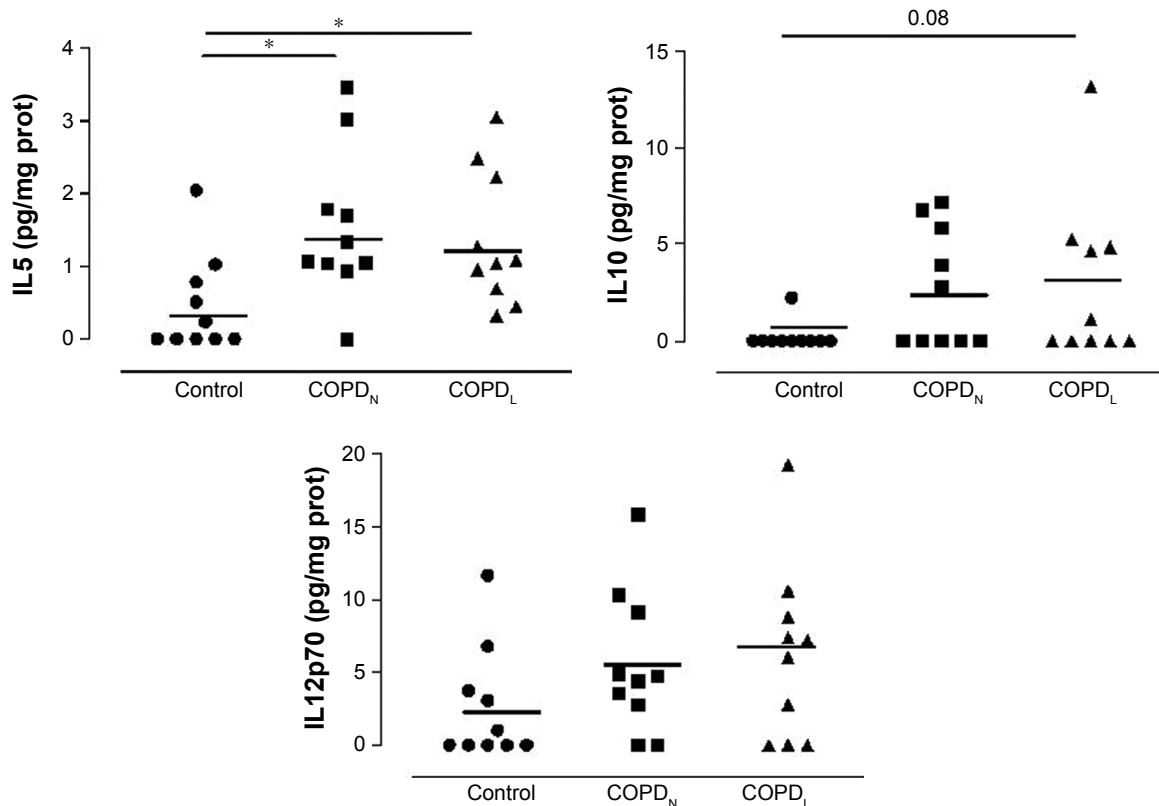 *
*
4
3
2
1
0
IL5 (pg/mg prot)
Control COPD_N COPD_L
0.08
15
10
5
0
IL10 (pg/mg prot)
Control COPD_N COPD_L
20
15
10
5
0
IL12p70 (pg/mg prot)
Control COPD_N COPD_L